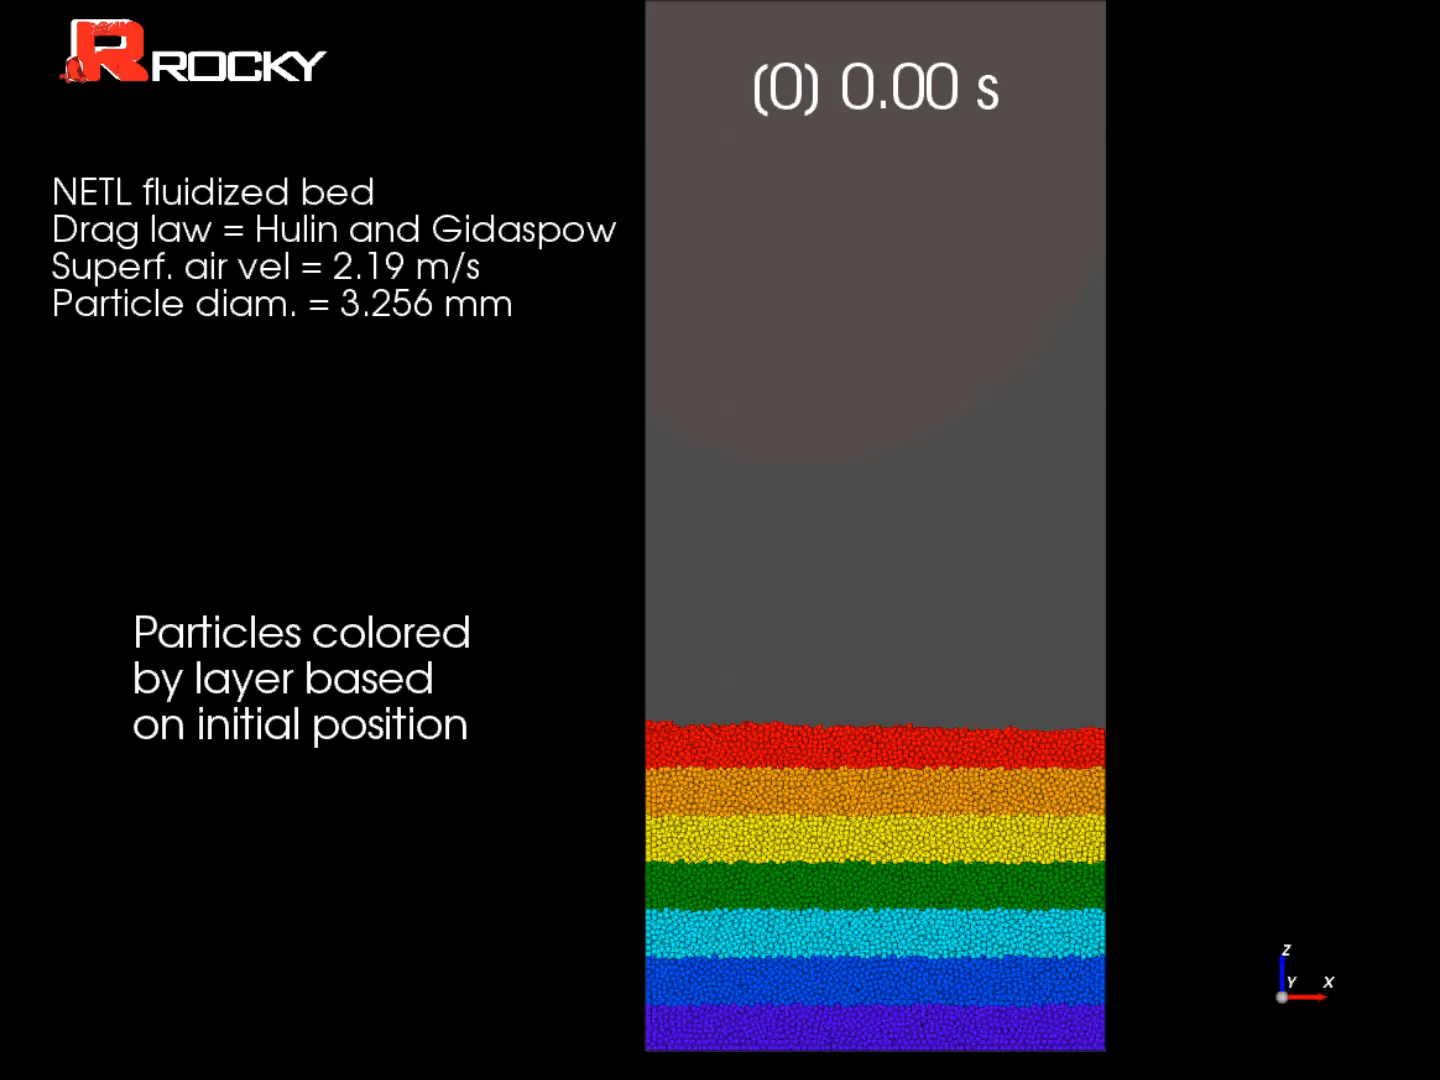 ROCKY
(0) 0.00 s
NETL fluidized bed
Drag law = Hulin and Gidaspow
Superf. air vel = 2.19 m/s
Particle diam. = 3.256 mm
Particles colored
by layer based
on initial position
Z
Y X